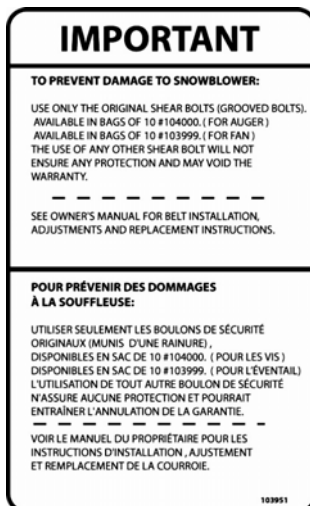 IMPORTANT
TO PREVENT DAMAGE TO SNOWBLOWER:
USE ONLY THE ORIGINAL SHEAR BOLTS (GROOVED BOLTS).
AVAILABLE IN BAGS OF 10 #104000. ( FOR AUGER )
AVAILABLE IN BAGS OF 10 #103999. ( FOR FAN )
THE USE OF ANY OTHER SHEAR BOLT WILL NOT
ENSURE ANY PROTECTION AND MAY VOID THE
WARRANTY.
SEE OWNER'S MANUAL FOR BELT INSTALLATION,
ADJUSTMENTS AND REPLACEMENT INSTRUCTIONS.
POUR PRÉVENIR DES DOMMAGES
À LA SOUFFLEUSE:
UTILISER SEULEMENT LES BOULONS DE SÉCURITÉ
ORIGINAUX (MUNIS D'UNE RAINURE) ,
DISPONIBLES EN SAC DE 10 #104000. ( POUR LES VIS )
DISPONIBLES EN SAC DE 10 #103999. ( POUR L'ÉVENTAIL )
L'UTILISATION DE TOUT AUTRE BOULON DE SÉCURITÉ
N'ASSURE AUCUNE PROTECTION ET POURRAIT
ENTRAÎNER L'ANNULATION DE LA GARANTIE.
VOIR LE MANUEL DU PROPRIÉTAIRE POUR LES
INSTRUCTIONS D'INSTALLATION , AJUSTEMENT
ET REMPLACEMENT DE LA COURROIE.
103951